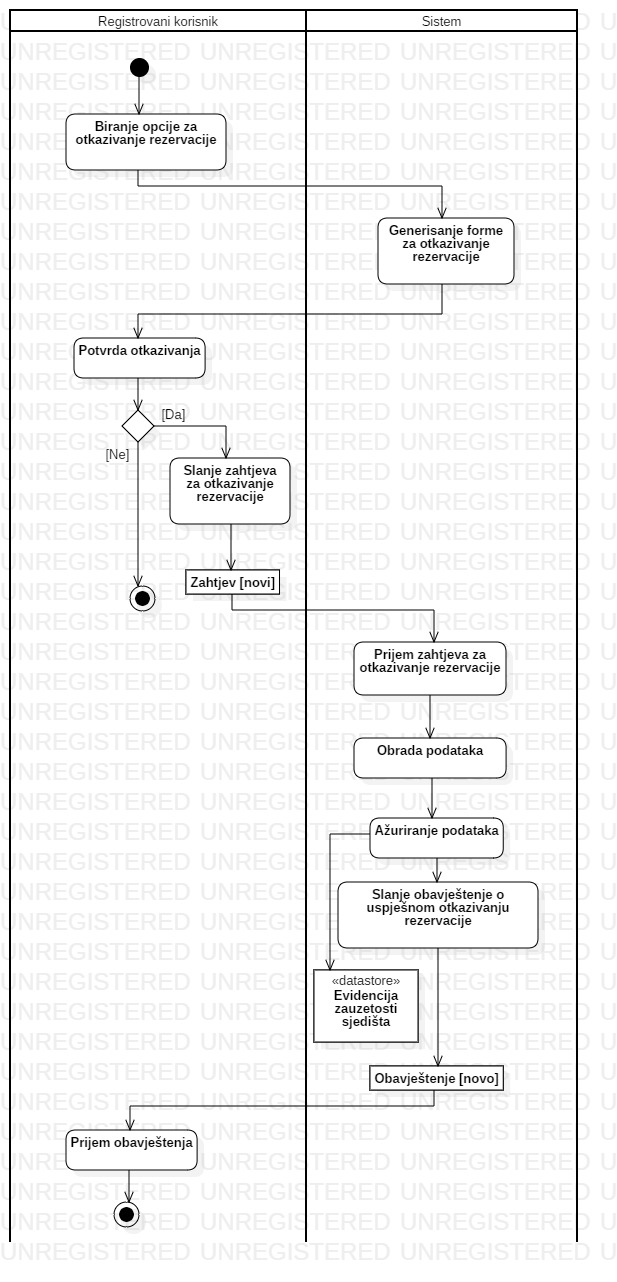 Registrovani korisnik
Sistem
Biranje opcije za
otkazivanje rezervacije
Generisanje forme
za otkazivanje
rezervacije
Potvrda otkazivanja
[Da]
[Ne]
Slanje zahtjeva
za otkazivanje
rezervacije
Zahtjev [novi]
Prijem zahtjeva za
otkazivanje rezervacije
Obrada podataka
Ažuriranje podataka
Slanje obavještenje o
uspješnom otkazivanju
rezervacije
«datastore»
Evidencija
zauzetosti
sjedišta
Obavještenje [novo]
Prijem obavještenja
UNREGISTERED